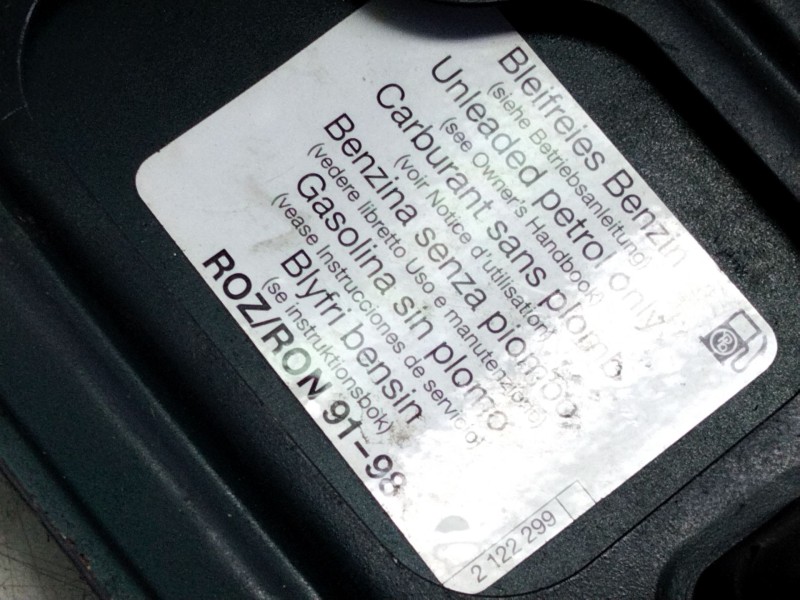 Bleifreies Benzin
(siehe Betriebsanleitung)
Unleaded petrol only
(see Owner's Handbook)
Carburant sans plomb
(voir Notice d'utilisation)
Benzina senza piombo
(vedere libretto Uso e manutenzione)
Gasolina sin plomo
(vease Instrucciones de servicio)
Blyfri bensin
(se instruktionsbok)
ROZ/RON 91-98
2 122 299